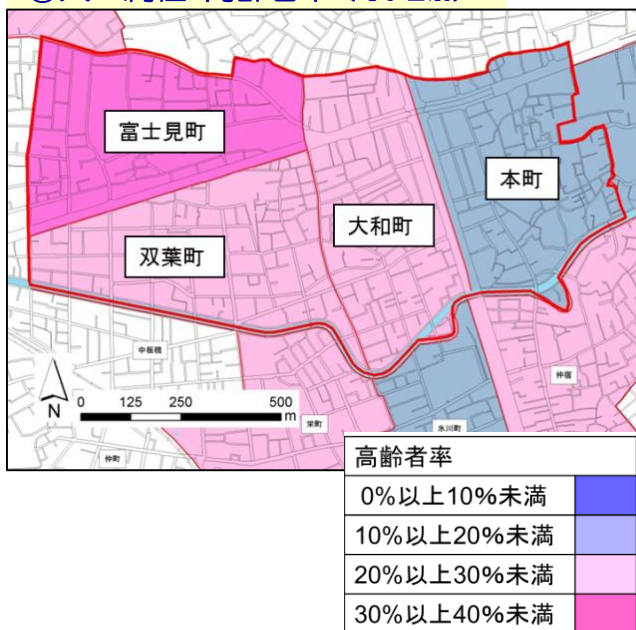 富士見町
本町
大和町
双葉町
中板橋
仲宿
N
0 125 250 500
m
栄町
氷川町
仲町
高齢者率
0%以上10%未満
10%以上20%未満
20%以上30%未満
30%以上40%未満